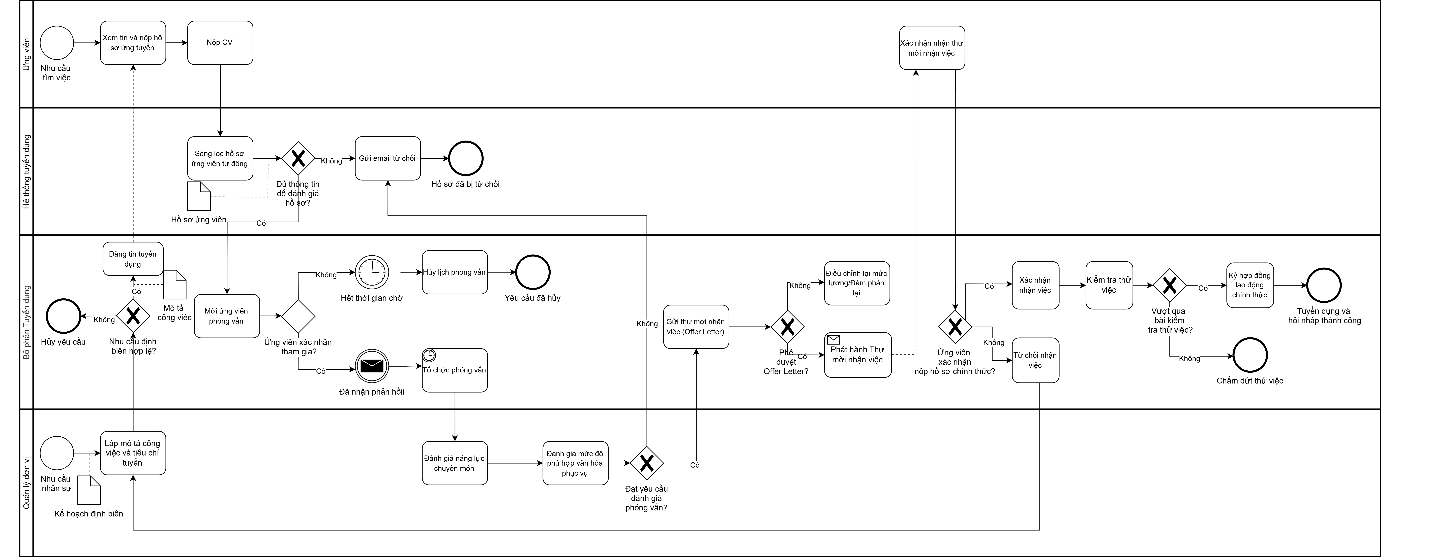 Ứng viên
Nhu cầu
tìm việc
Xem tin và nộp hồ
sơ ứng tuyển
Nộp CV
Xác nhận nhận thư
mời nhận việc
Hệ thống tuyển dụng
Sàng lọc hồ sơ
ứng viên tự động
Hồ sơ ứng viên
Đủ thông tin
để đánh giá
hồ sơ?
Không
Có
Gửi email từ chối
Hồ sơ đã bị từ chối
Bộ phận Tuyển dụng
Đăng tin tuyển
dụng
Có
Mô tả
công việc
Không
Hủy yêu cầu
Nhu cầu định
biên hợp lệ?
Mời ứng viên
phỏng vấn
Ứng viên xác nhận
tham gia?
Không
Hết thời gian chờ
Hủy lịch phỏng vấn
Yêu cầu đã hủy
Có
Đã nhận phản hồi
Tổ chức phỏng vấn
Không
Gửi thư mời nhận
việc (Offer Letter)
Phê
duyệt
Offer Letter?
Không
Điều chỉnh lại mức
lương/Đàm phán
lại
Có
Phát hành Thư
mời nhận việc
Ứng viên
xác nhận
nộp hồ sơ chính thức?
Có
Xác nhận
nhận việc
Không
Từ chối nhận
việc
Kiểm tra thử
việc
Vượt qua
bài kiểm
tra thử việc?
Có
Ký hợp đồng
lao động
chính thức
Tuyển dụng và
hội nhập thành công
Không
Chấm dứt thử việc
Quản lý đơn vị
Nhu cầu
nhân sự
Lập mô tả công
việc và tiêu chí
tuyển
Kế hoạch định biên
Đánh giá năng lực
chuyên môn
Đánh giá mức độ
phù hợp văn hóa
phục vụ
Đạt yêu cầu
đánh giá
phỏng vấn?
Có